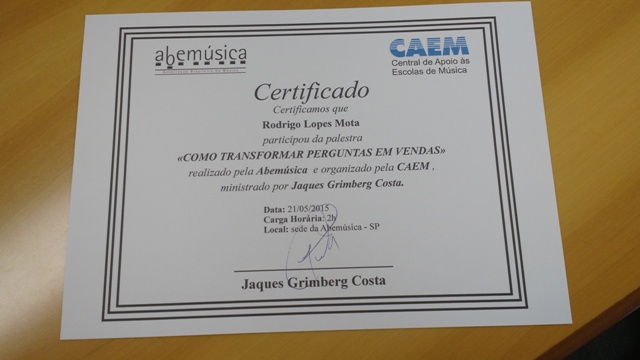 abemúsica
CAEM
Central de Apoio às
Escolas de Música
Certificado
Certificamos que
Rodrigo Lopes Mota
participou da palestra
«COMO TRANSFORMAR PERGUNTAS EM VENDAS»
realizado pela Abemúsica e organizado pela CAEM .
ministrado por Jaques Grimberg Costa.
Data: 21/05/2015
Carga Horária: 2h
Local: sede da Abemúsica - SP
Jaques Grimberg Costa